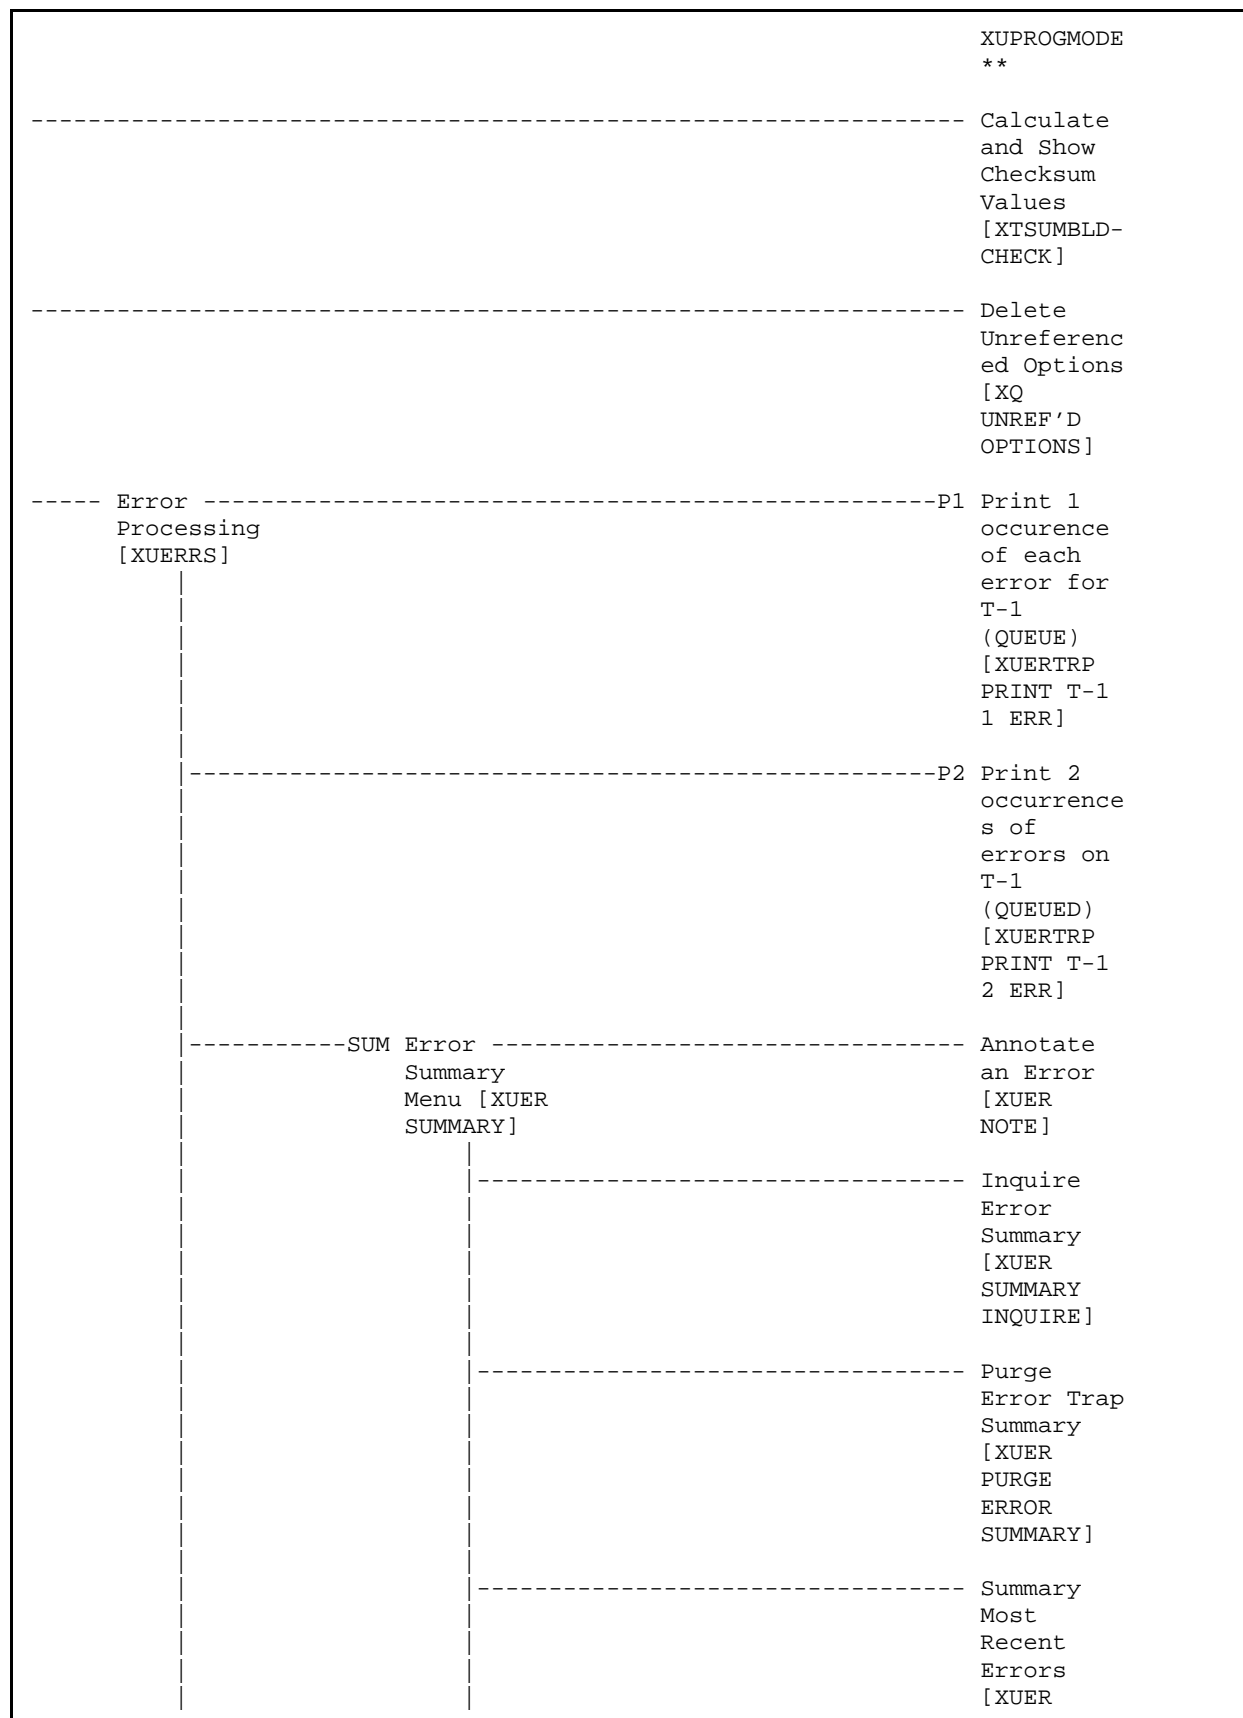 XUPROGMODE
**
----------------------------------------------------------------- Calculate
and Show
Checksum
Values
[XTSUMBLD-
CHECK]
----------------------------------------------------------------- Delete
Unreferenc
ed Options
[XQ
UNREF'D
OPTIONS]
----- Error ---------------------------------------------------P1 Print 1
Processing occurence
[XUERRS] of each
| error for
| T-1
| (QUEUE)
| [XUERTRP
| PRINT T-1
| 1 ERR]
|
|----------------------------------------------------P2 Print 2
| occurrence
| s of
| errors on
| T-1
| (QUEUED)
| [XUERTRP
| PRINT T-1
| 2 ERR]
|
|-----------SUM Error --------------------------------- Annotate
| Summary an Error
| Menu [XUER [XUER
| SUMMARY] NOTE]
| |
| |---------------------------------- Inquire
| | Error
| | Summary
| | [XUER
| | SUMMARY
| | INQUIRE]
| |
| |---------------------------------- Purge
| | Error Trap
| | Summary
| | [XUER
| | PURGE
| | ERROR
| | SUMMARY]
| |
| |---------------------------------- Summary
| | Most
| | Recent
| | Errors
| | [XUER